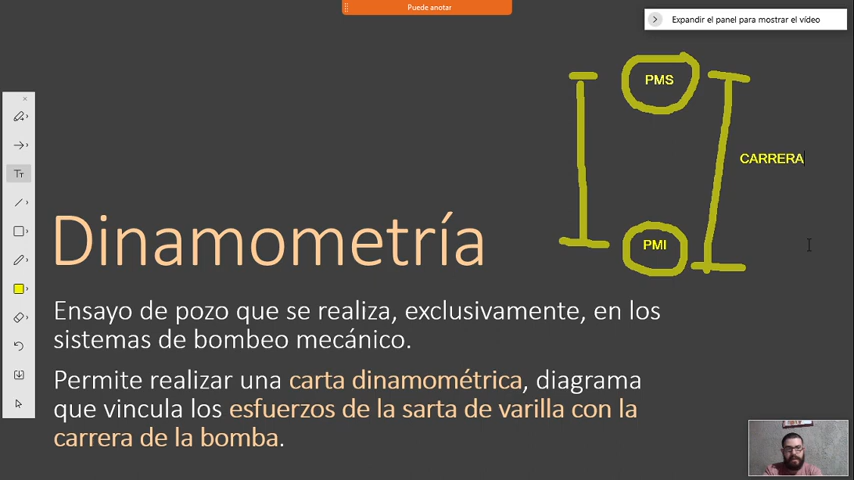 Puede anotar
Expandir el panel para mostrar el vídeo
PMS
CARRERA
PMI
Tт
Dinamometría
Ensayo de pozo que se realiza, exclusivamente, en los
sistemas de bombeo mecánico.
Permite realizar una carta dinamométrica, diagrama
que vincula los esfuerzos de la sarta de varilla con la
carrera de la bomba.